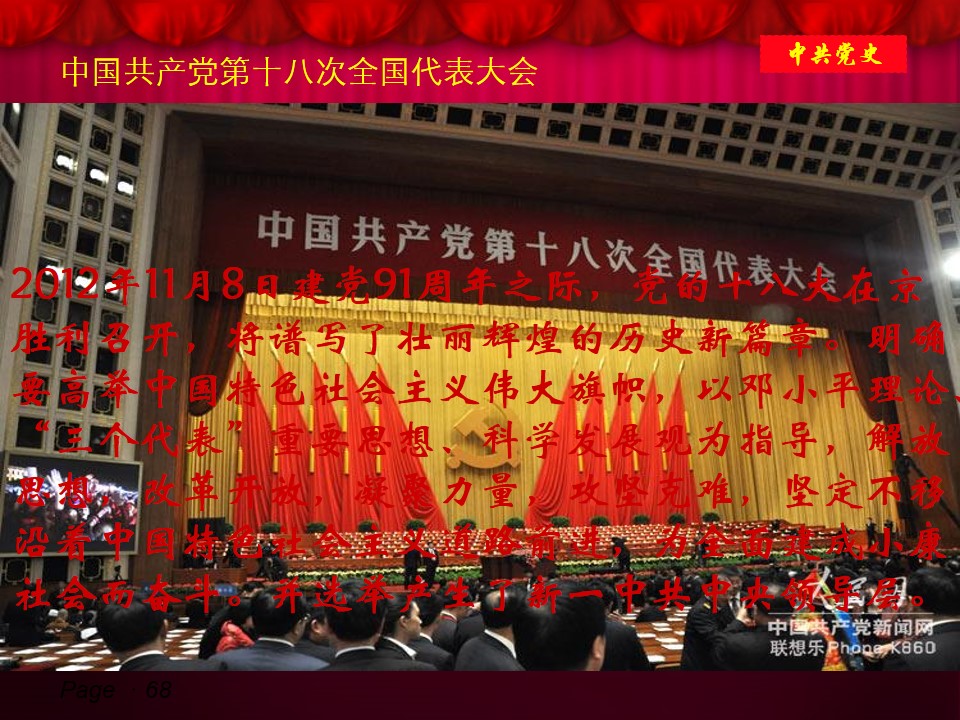 中共党史
中国共产党第十八次全国代表大会
中国共产党第十八次全国代表大会
2012年11月8日建党91周年之际，党的十八大在京
胜利召开，将谱写了壮丽辉煌的历史新篇章。明确
要高举中国特色社会主义伟大旗帜，以邓小平理论、
“三个代表”重要思想、科学发展观为指导，解放
思想，改革开放，凝聚力量，攻坚克难，坚定不移
沿着中国特色社会主义道路前进，为全面建成小康
社会而奋斗。并选举产生了新一中共中央领导层。
人民网
中国共产党新闻网
联想乐Phone,K860
Page 68